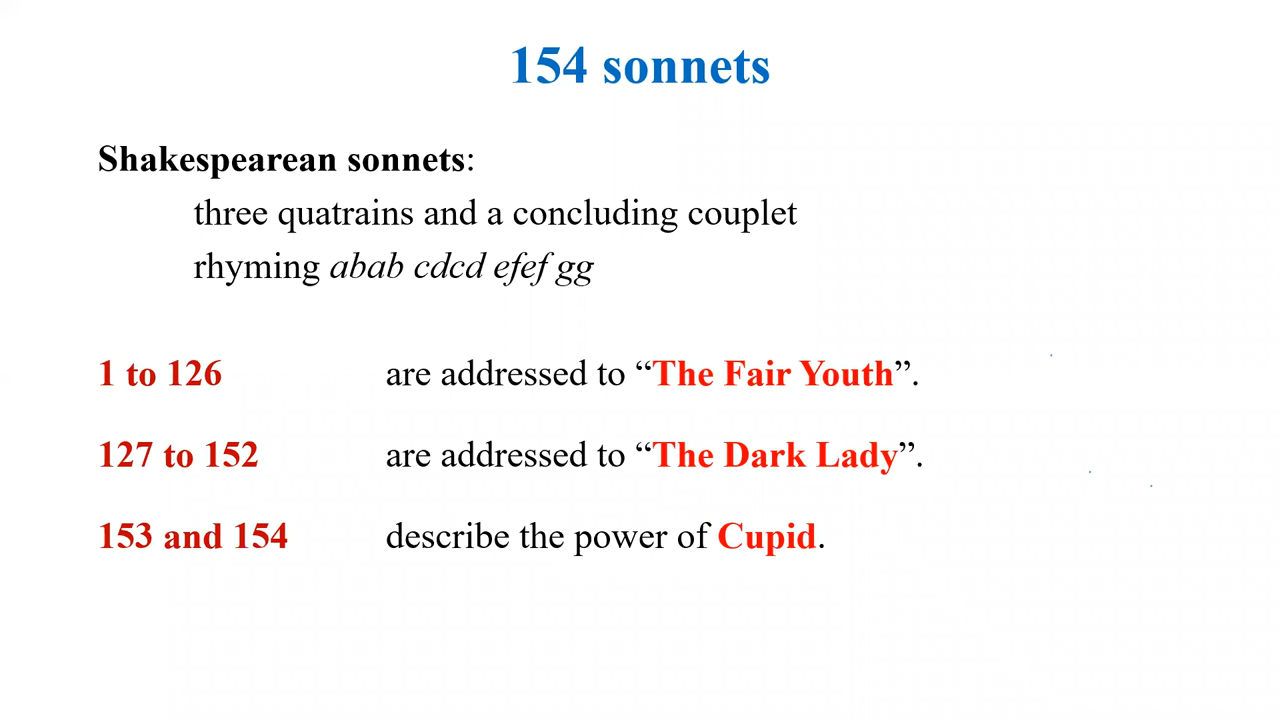 154 sonnets
Shakespearean sonnets:
three quatrains and a concluding couplet
rhyming abab cdcd efef gg
1 to 126 are addressed to “The Fair Youth”.
127 to 152 are addressed to “The Dark Lady”.
153 and 154 describe the power of Cupid.